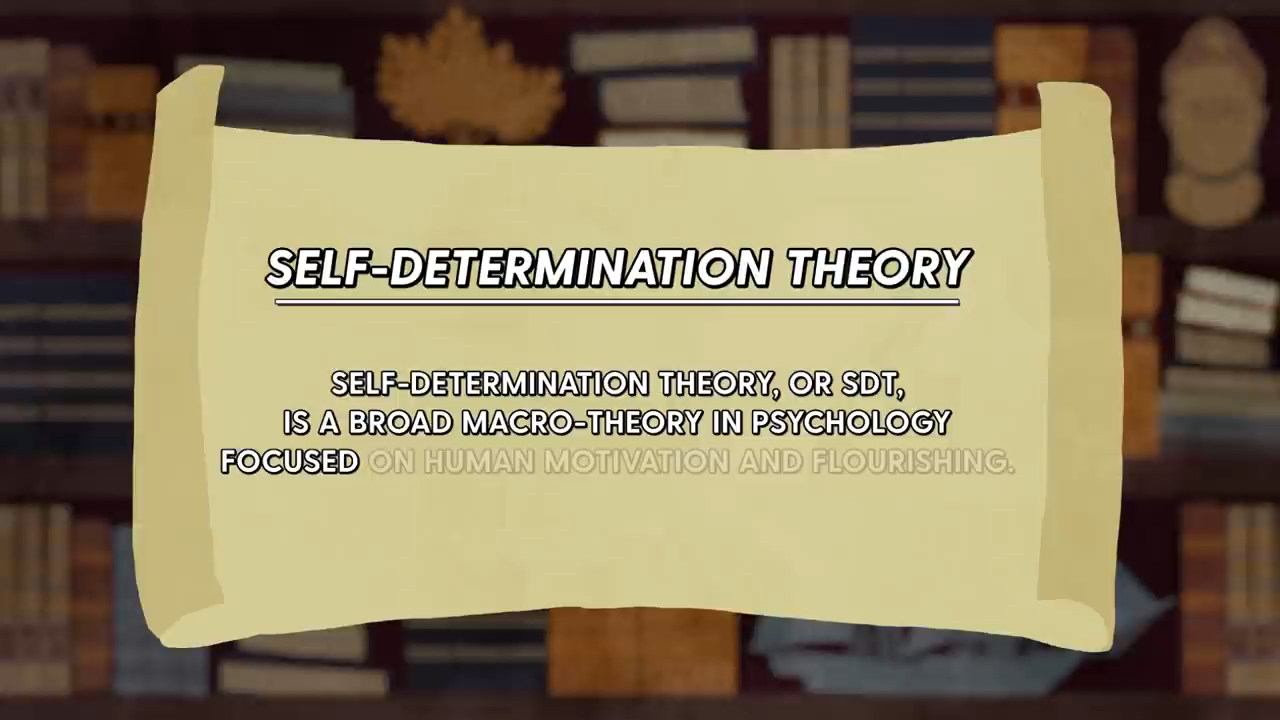 SELF-DETERMINATION THEORY
SELF-DETERMINATION THEORY, OR SDT,
IS A BROAD MACRO-THEORY IN PSYCHOLOGY
FOCUSED ON HUMAN MOTIVATION AND FLOURISHING.